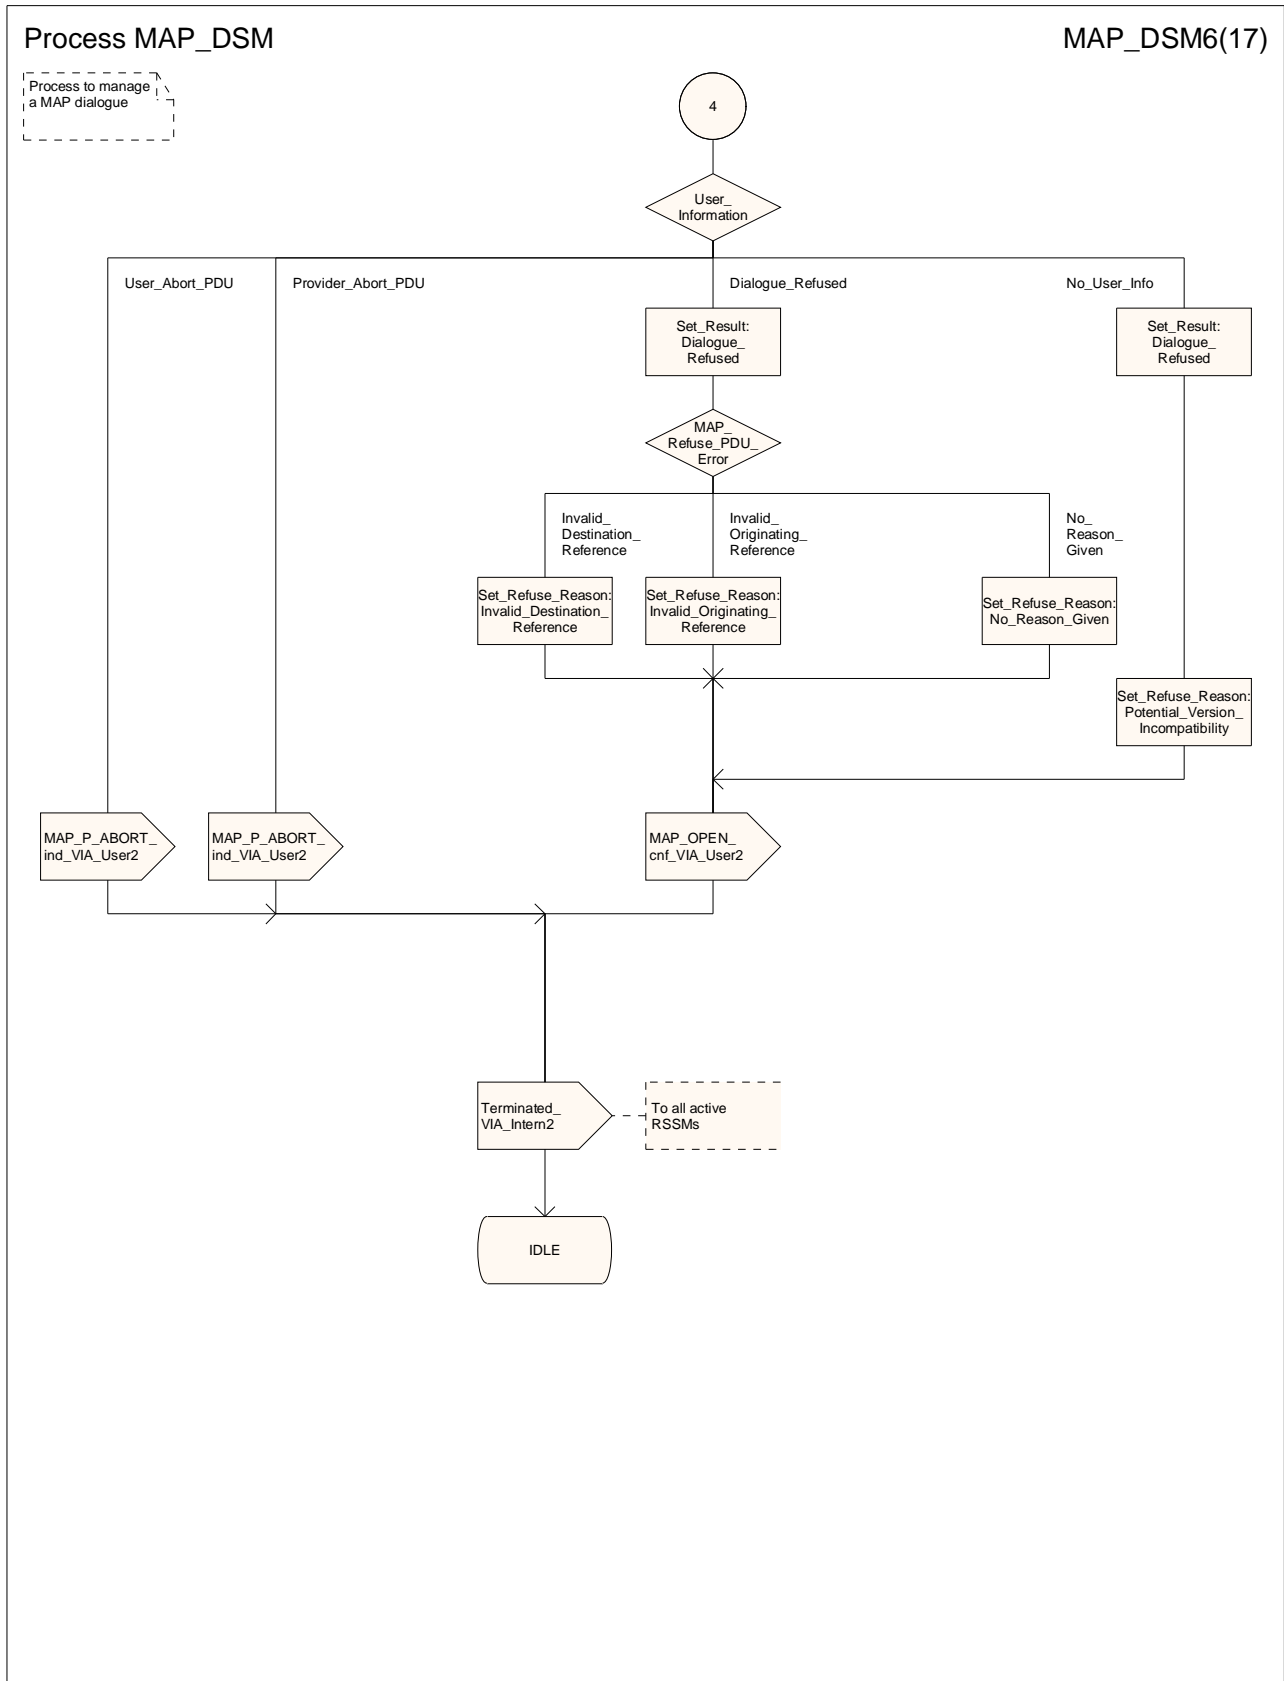 Process MAP_DSM
MAP_DSM6(17)
Process to manage
a MAP dialogue
4
User_
Information
User_Abort_PDU
Provider_Abort_PDU
Dialogue_Refused
No_User_Info
Set_Result:
Dialogue_
Refused
Set_Result:
Dialogue_
Refused
MAP_
Refuse_PDU_
Error
Invalid_
Destination_
Reference
Invalid_
Originating_
Reference
No_
Reason_
Given
Set_Refuse_Reason:
Invalid_Destination_
Reference
Set_Refuse_Reason:
Invalid_Originating_
Reference
Set_Refuse_Reason:
No_Reason_Given
Set_Refuse_Reason:
Potential_Version_
Incompatibility
MAP_P_ABORT_
ind_VIA_User2
MAP_P_ABORT_
ind_VIA_User2
MAP_OPEN_
cnf_VIA_User2
Terminated_
VIA_Intern2
To all active
RSSMs
IDLE